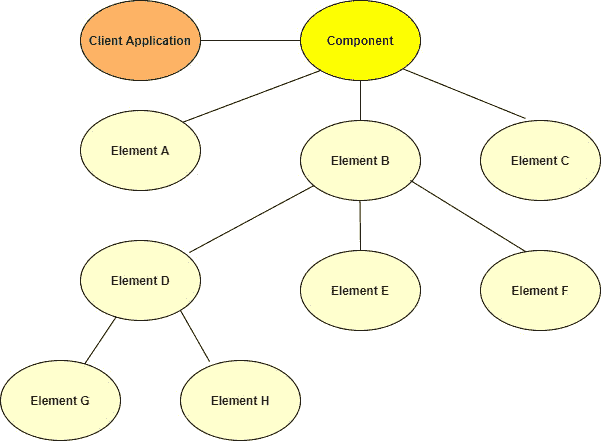 Client Application
Component
Element A
Element B
Element C
Element D
Element E
Element F
Element G
Element H